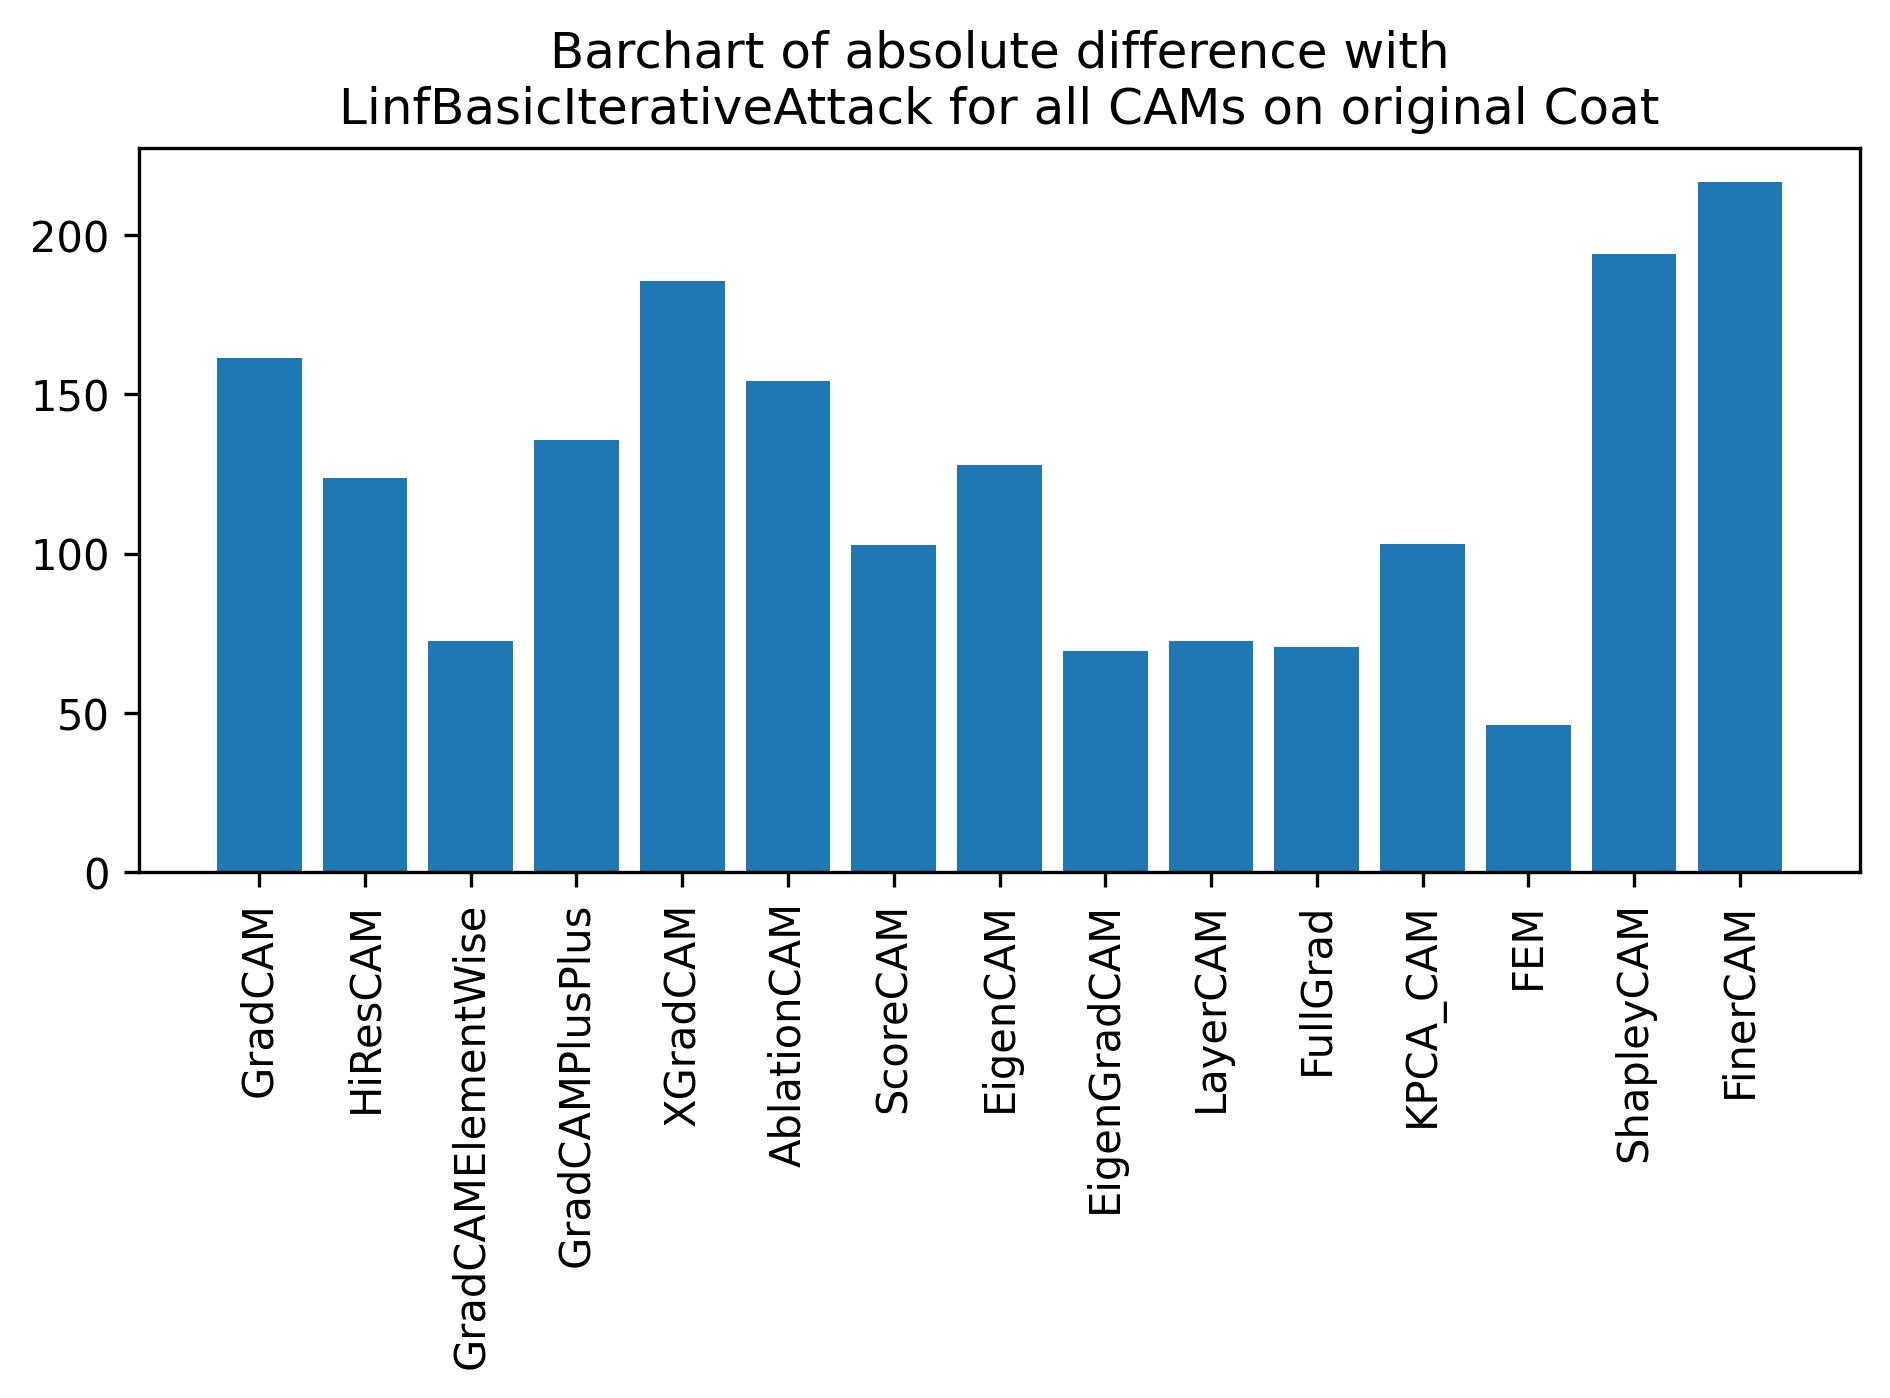 Barchart of absolute difference with
LinfBasicIterativeAttack for all CAMs on original Coat
200
150
100
50
0
GradCAM
HiResCAM
GradCAMElementWise
GradCAMPlusPlus
XGradCAM
AblationCAM
ScoreCAM
EigenCAM
EigenGradCAM
LayerCAM
FullGrad
KPCA_CAM
FEM
ShapleyCAM
FinerCAM